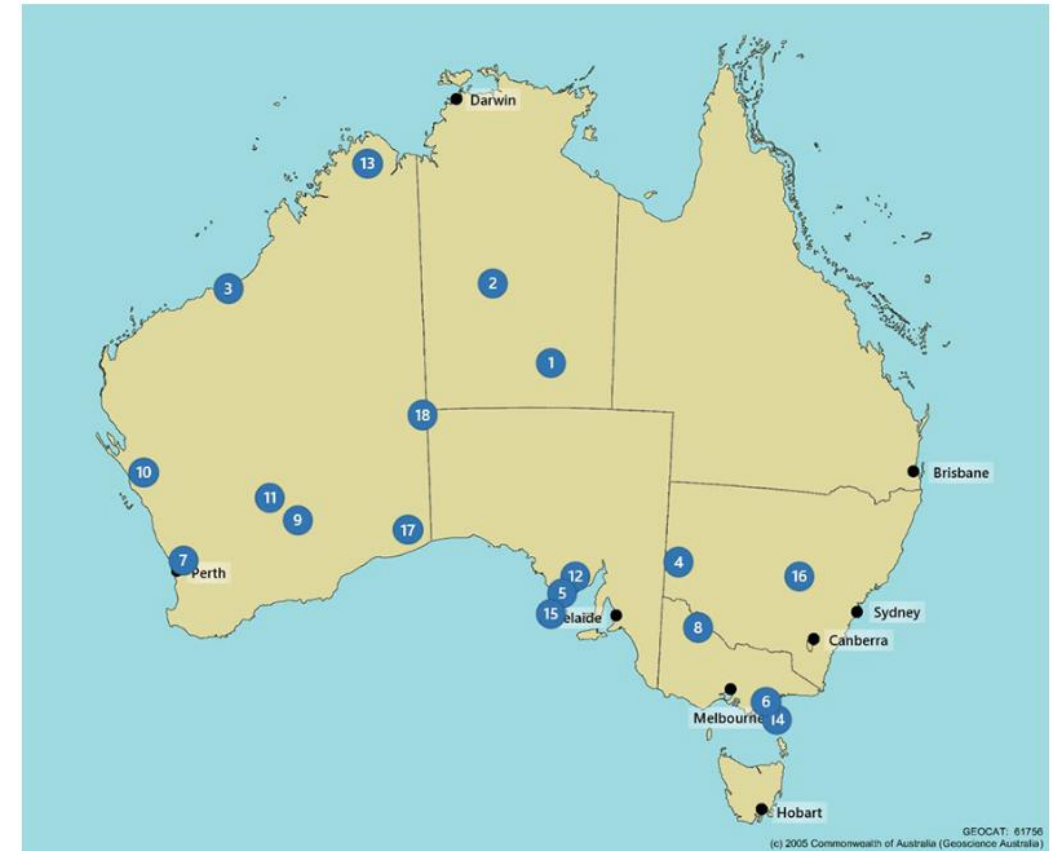 Darwin
13
3
2
1
18
10
Brisbane
11
9
17
7
Perth
12
4
16
5
15
elaide
Sydney
8
Canberra
6
Melbourne
14
Hobart
GEOCAT: 61756
(c) 2005 Commonwealth of Australia (Geoscience Australia)